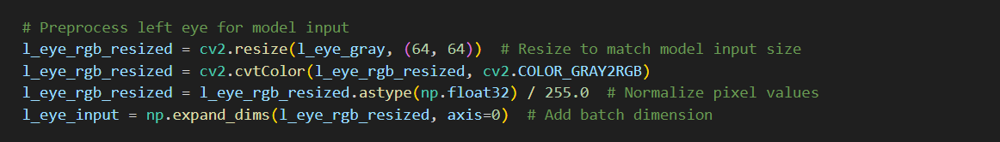 # Preprocess left eye for model input
l_eye_rgb_resized = cv2.resize(l_eye_gray, (64, 64))  # Resize to match model input size
l_eye_rgb_resized = cv2.cvtColor(l_eye_rgb_resized, cv2.COLOR_GRAY2RGB)
l_eye_rgb_resized = l_eye_rgb_resized.astype(np.float32) / 255.0  # Normalize pixel values
l_eye_input = np.expand_dims(l_eye_rgb_resized, axis=0)  # Add batch dimension